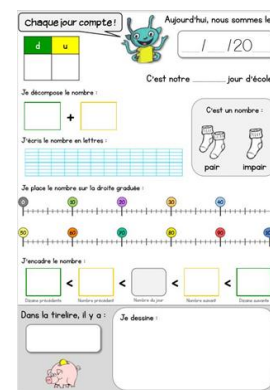 Chaque jour compte !
Aujourd'hui, nous sommes le
d u
/ /20
C'est notre ______ jour d'école
Je décompose le nombre :
+
C'est un nombre :
J'écris le nombre en lettres :
pair impair
Je place le nombre sur la droite graduée :
0 10 20 30 40
50 60 70 80 90
J'encadre le nombre :
< < < <
Dizaine précédente Nombre précédent Nombre du jour Nombre suivant Dizaine suivante
Dans la tirelire, il y a :
Je dessine :